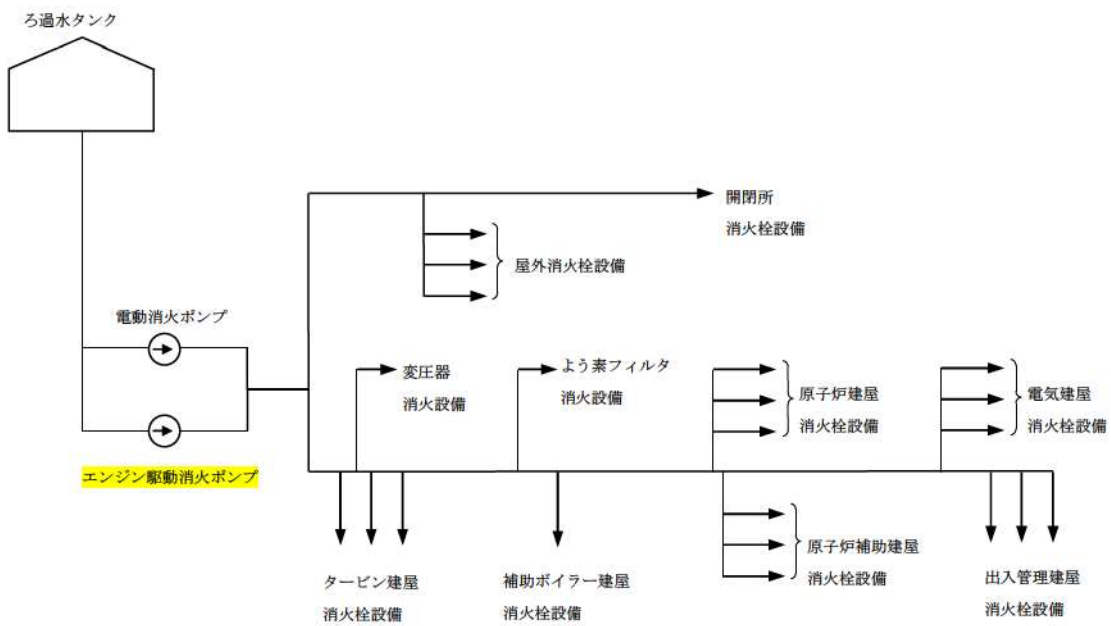 ろ過水タンク
開閉所
消火栓設備
屋外消火栓設備
電動消火ポンプ
エンジン駆動消火ポンプ
変圧器
消火設備
よう素フィルタ
消火設備
原子炉建屋
消火栓設備
電気建屋
消火栓設備
タービン建屋
消火栓設備
補助ボイラー建屋
消火栓設備
原子炉補助建屋
消火栓設備
出入管理建屋
消火栓設備